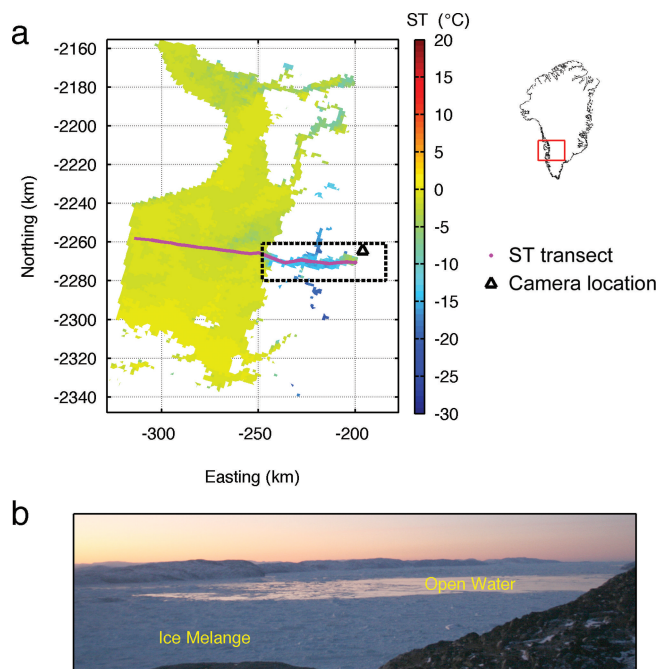 a
ST (°C)
-2160
-2180
-2200
-2220
-2240
-2260
-2280
-2300
-2320
-2340
Northing (km)
-300
-250
-200
Easting (km)
20
15
10
5
0
-5
-10
-15
-20
-25
-30
ST transect
Camera location
b
Open Water
Ice Melange